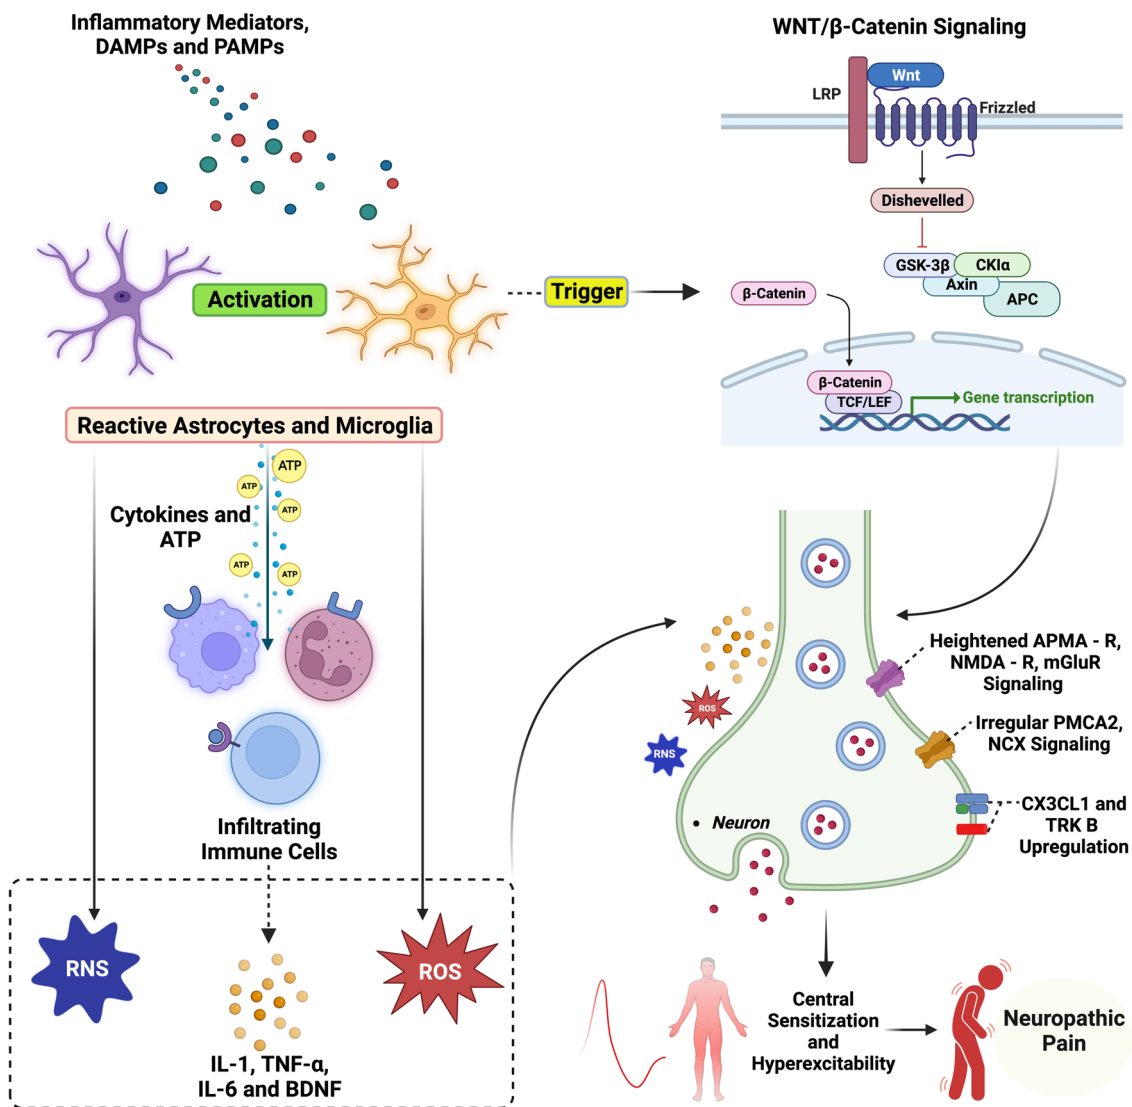 Inflammatory Mediators,
DAMPs and PAMPs
Activation
Trigger
WNT/β-Catenin Signaling
LRP
Wnt
Frizzled
Dishevelled
GSK-3β
CKIα
Axin
APC
β-Catenin
β-Catenin
TCF/LEF
Gene transcription
Reactive Astrocytes and Microglia
ATP
ATP
ATP
ATP
ATP
Cytokines and
ATP
Infiltrating
Immune Cells
RNS
ROS
IL-1, TNF-α,
IL-6 and BDNF
ROS
RNS
Neuron
Heightened APMA - R,
NMDA - R, mGluR
Signaling
Irregular PMCA2,
NCX Signaling
CX3CL1 and
TRK B
Upregulation
Central
Sensitization
and
Hyperexcitability
Neuropathic
Pain